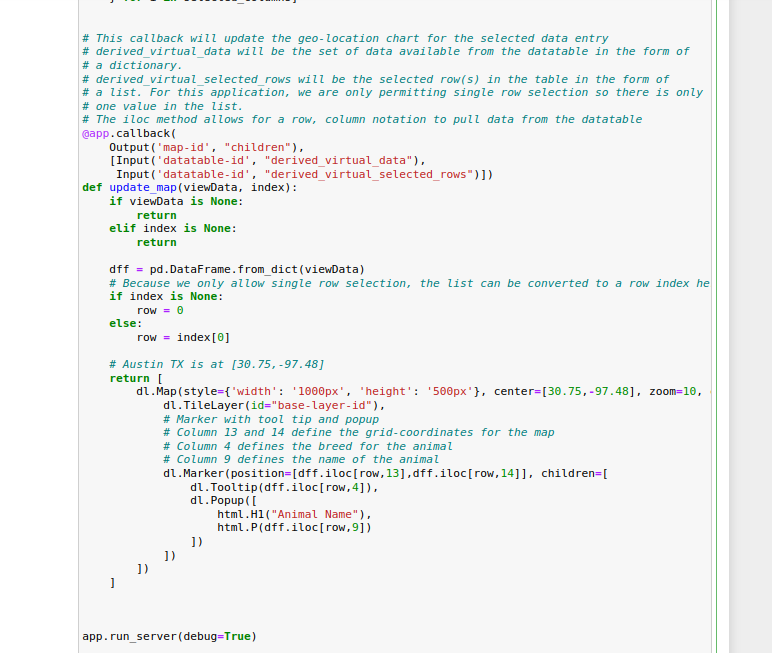 # This callback will update the geo-location chart for the selected data entry
# derived_virtual_data will be the set of data available from the datatable in the form of
# a dictionary.
# derived_virtual_selected_rows will be the selected row(s) in the table in the form of
# a list. For this application, we are only permitting single row selection so there is only
# one value in the list.
# The iloc method allows for a row, column notation to pull data from the datatable
@app.callback(
    Output('map-id', "children"),
    [Input('datatable-id', "derived_virtual_data"),
     Input('datatable-id', "derived_virtual_selected_rows")])
def update_map(viewData, index):
    if viewData is None:
        return
    elif index is None:
        return

    dff = pd.DataFrame.from_dict(viewData)
    # Because we only allow single row selection, the list can be converted to a row index he
    if index is None:
        row = 0
    else:
        row = index[0]

    # Austin TX is at [30.75,-97.48]
    return [
        dl.Map(style={'width': '1000px', 'height': '500px'}, center=[30.75,-97.48], zoom=10,
            dl.TileLayer(id="base-layer-id"),
            # Marker with tool tip and popup
            # Column 13 and 14 define the grid-coordinates for the map
            # Column 4 defines the breed for the animal
            # Column 9 defines the name of the animal
            dl.Marker(position=[dff.iloc[row,13],dff.iloc[row,14]], children=[
                dl.Tooltip(dff.iloc[row,4]),
                dl.Popup([
                    html.H1("Animal Name"),
                    html.P(dff.iloc[row,9])
                ])
            ])
        ])
    ]

app.run_server(debug=True)